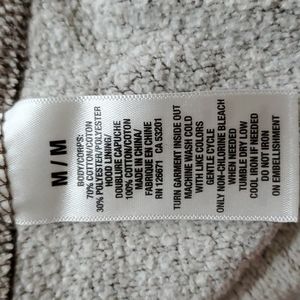 M / M
BODY/CORPS:
70% COTTON/COTON
30% POLYESTER/POLYESTER
HOOD LINING/
DOUBLURE CAPUCHE
100% COTTON/COTON
MADE IN CHINA/
FABRIQUE EN CHINE
RN 126671 CA 53201
TURN GARMENT INSIDE OUT
MACHINE WASH COLD
WITH LIKE COLORS
GENTLE CYCLE
ONLY NON-CHLORINE BLEACH
WHEN NEEDED
TUMBLE DRY LOW
COOL IRON IF NEEDED
DO NOT IRON
ON EMBELLISHMENT